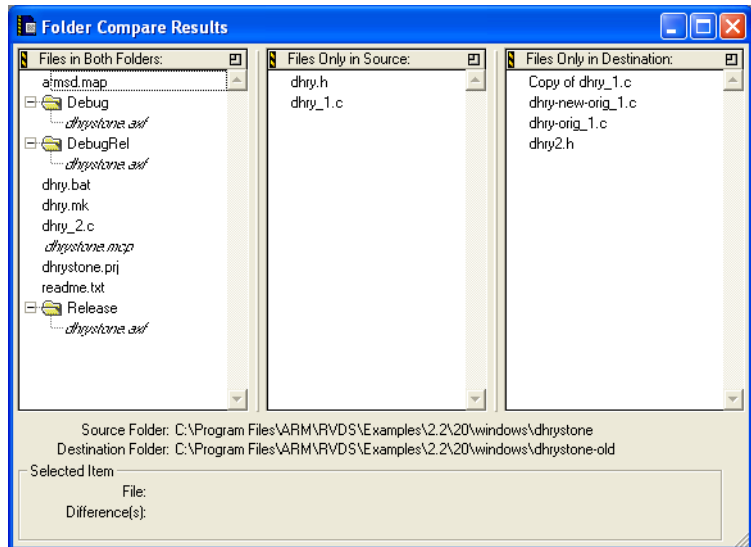 Folder Compare Results
Files in Both Folders:
armsd.map
Debug
dhrystone.axf
DebugRel
dhrystone.axf
dhry.bat
dhry.mk
dhry_2.c
dhrystone.mcp
dhrystone.prj
readme.txt
Release
dhrystone.axf
Files Only in Source:
dhry.h
dhry_1.c
Files Only in Destination:
Copy of dhry_1.c
dhry-new-orig_1.c
dhry-orig_1.c
dhry2.h
Source Folder: C:\Program Files\ARM\RVDS\Examples\2.2\20\windows\dhrystone
Destination Folder: C:\Program Files\ARM\RVDS\Examples\2.2\20\windows\dhrystone-old
Selected Item
File:
Difference(s):